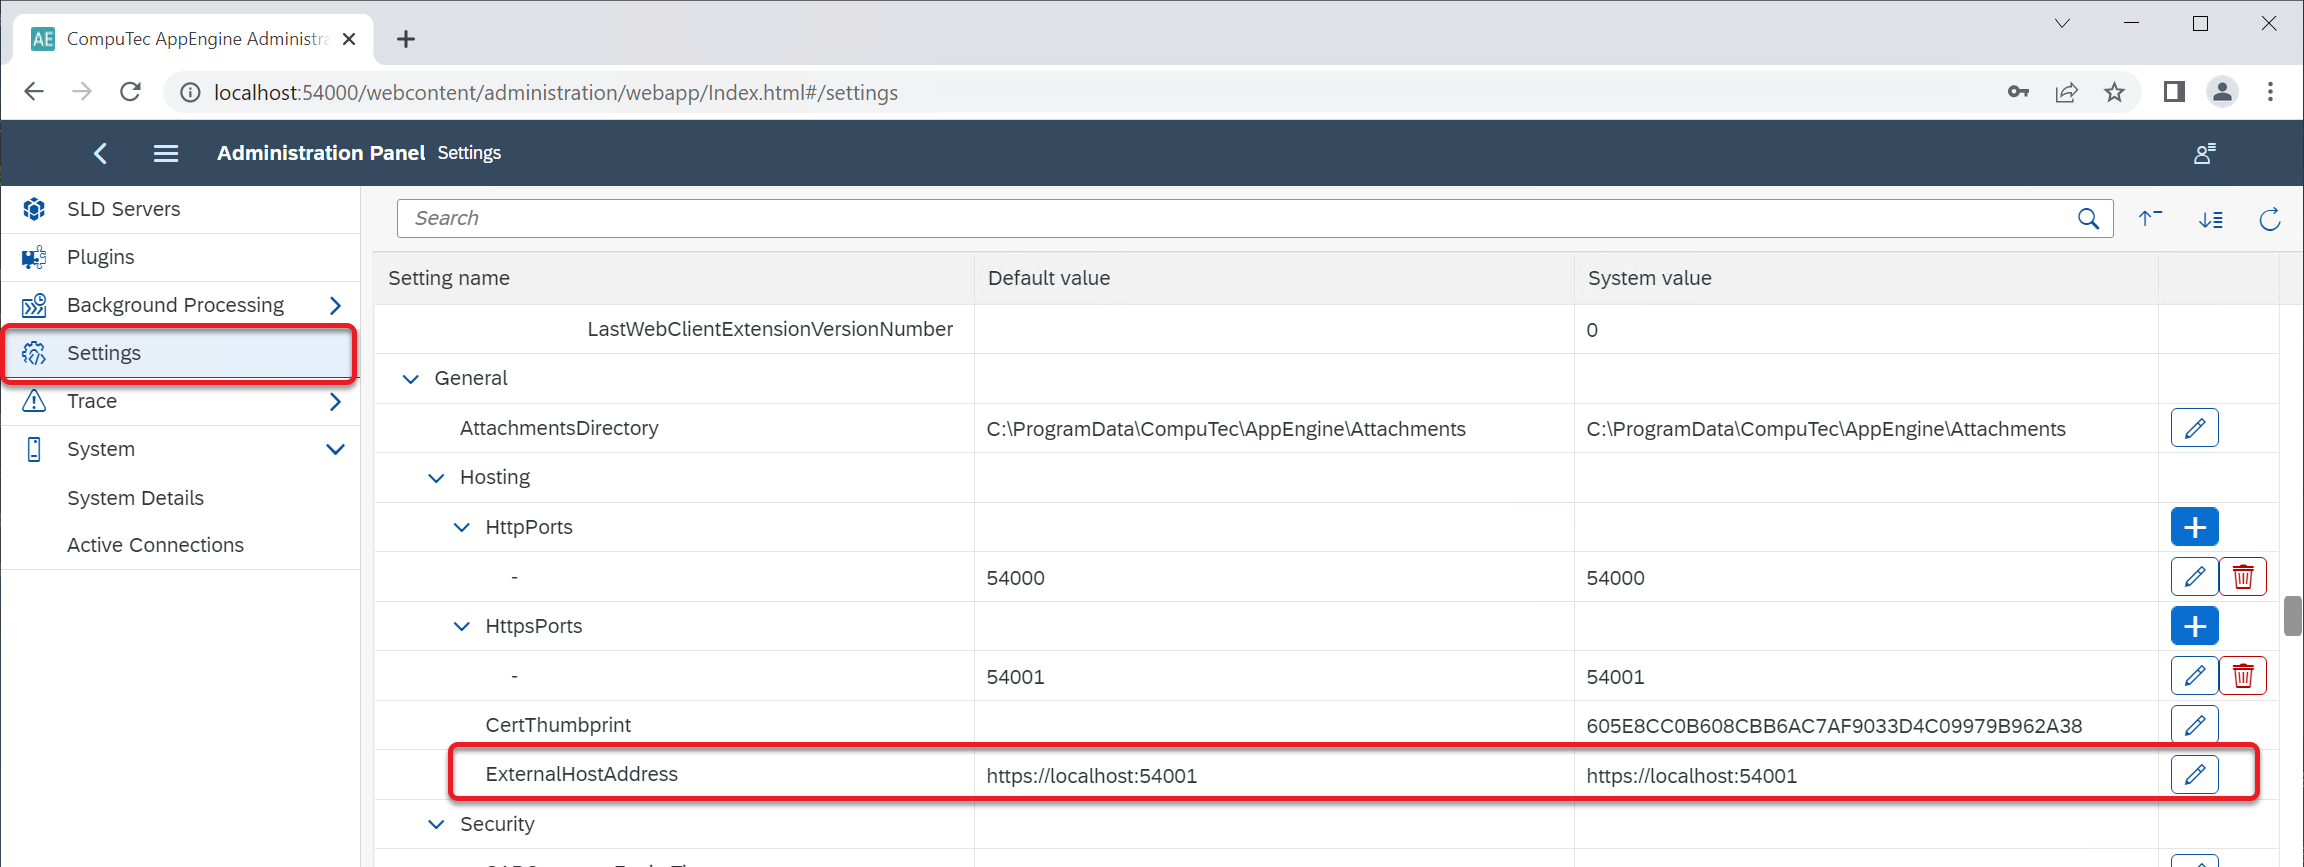 AE CompuTec AppEngine Administra
localhost:54000/webcontent/administration/webapp/Index.html#/settings
Administration Panel Settings
SLD Servers
Plugins
Background Processing
Settings
Trace
System
System Details
Active Connections
Search
Setting name Default value System value
LastWebClientExtensionVersionNumber 0
General
AttachmentsDirectory C:\ProgramData\CompuTec\AppEngine\Attachments C:\ProgramData\CompuTec\AppEngine\Attachments
Hosting
HttpPorts
- 54000 54000
HttpsPorts
- 54001 54001
CertThumbprint 605E8CC0B608CBB6AC7AF9033D4C09979B962A38
ExternalHostAddress https://localhost:54001 https://localhost:54001
Security